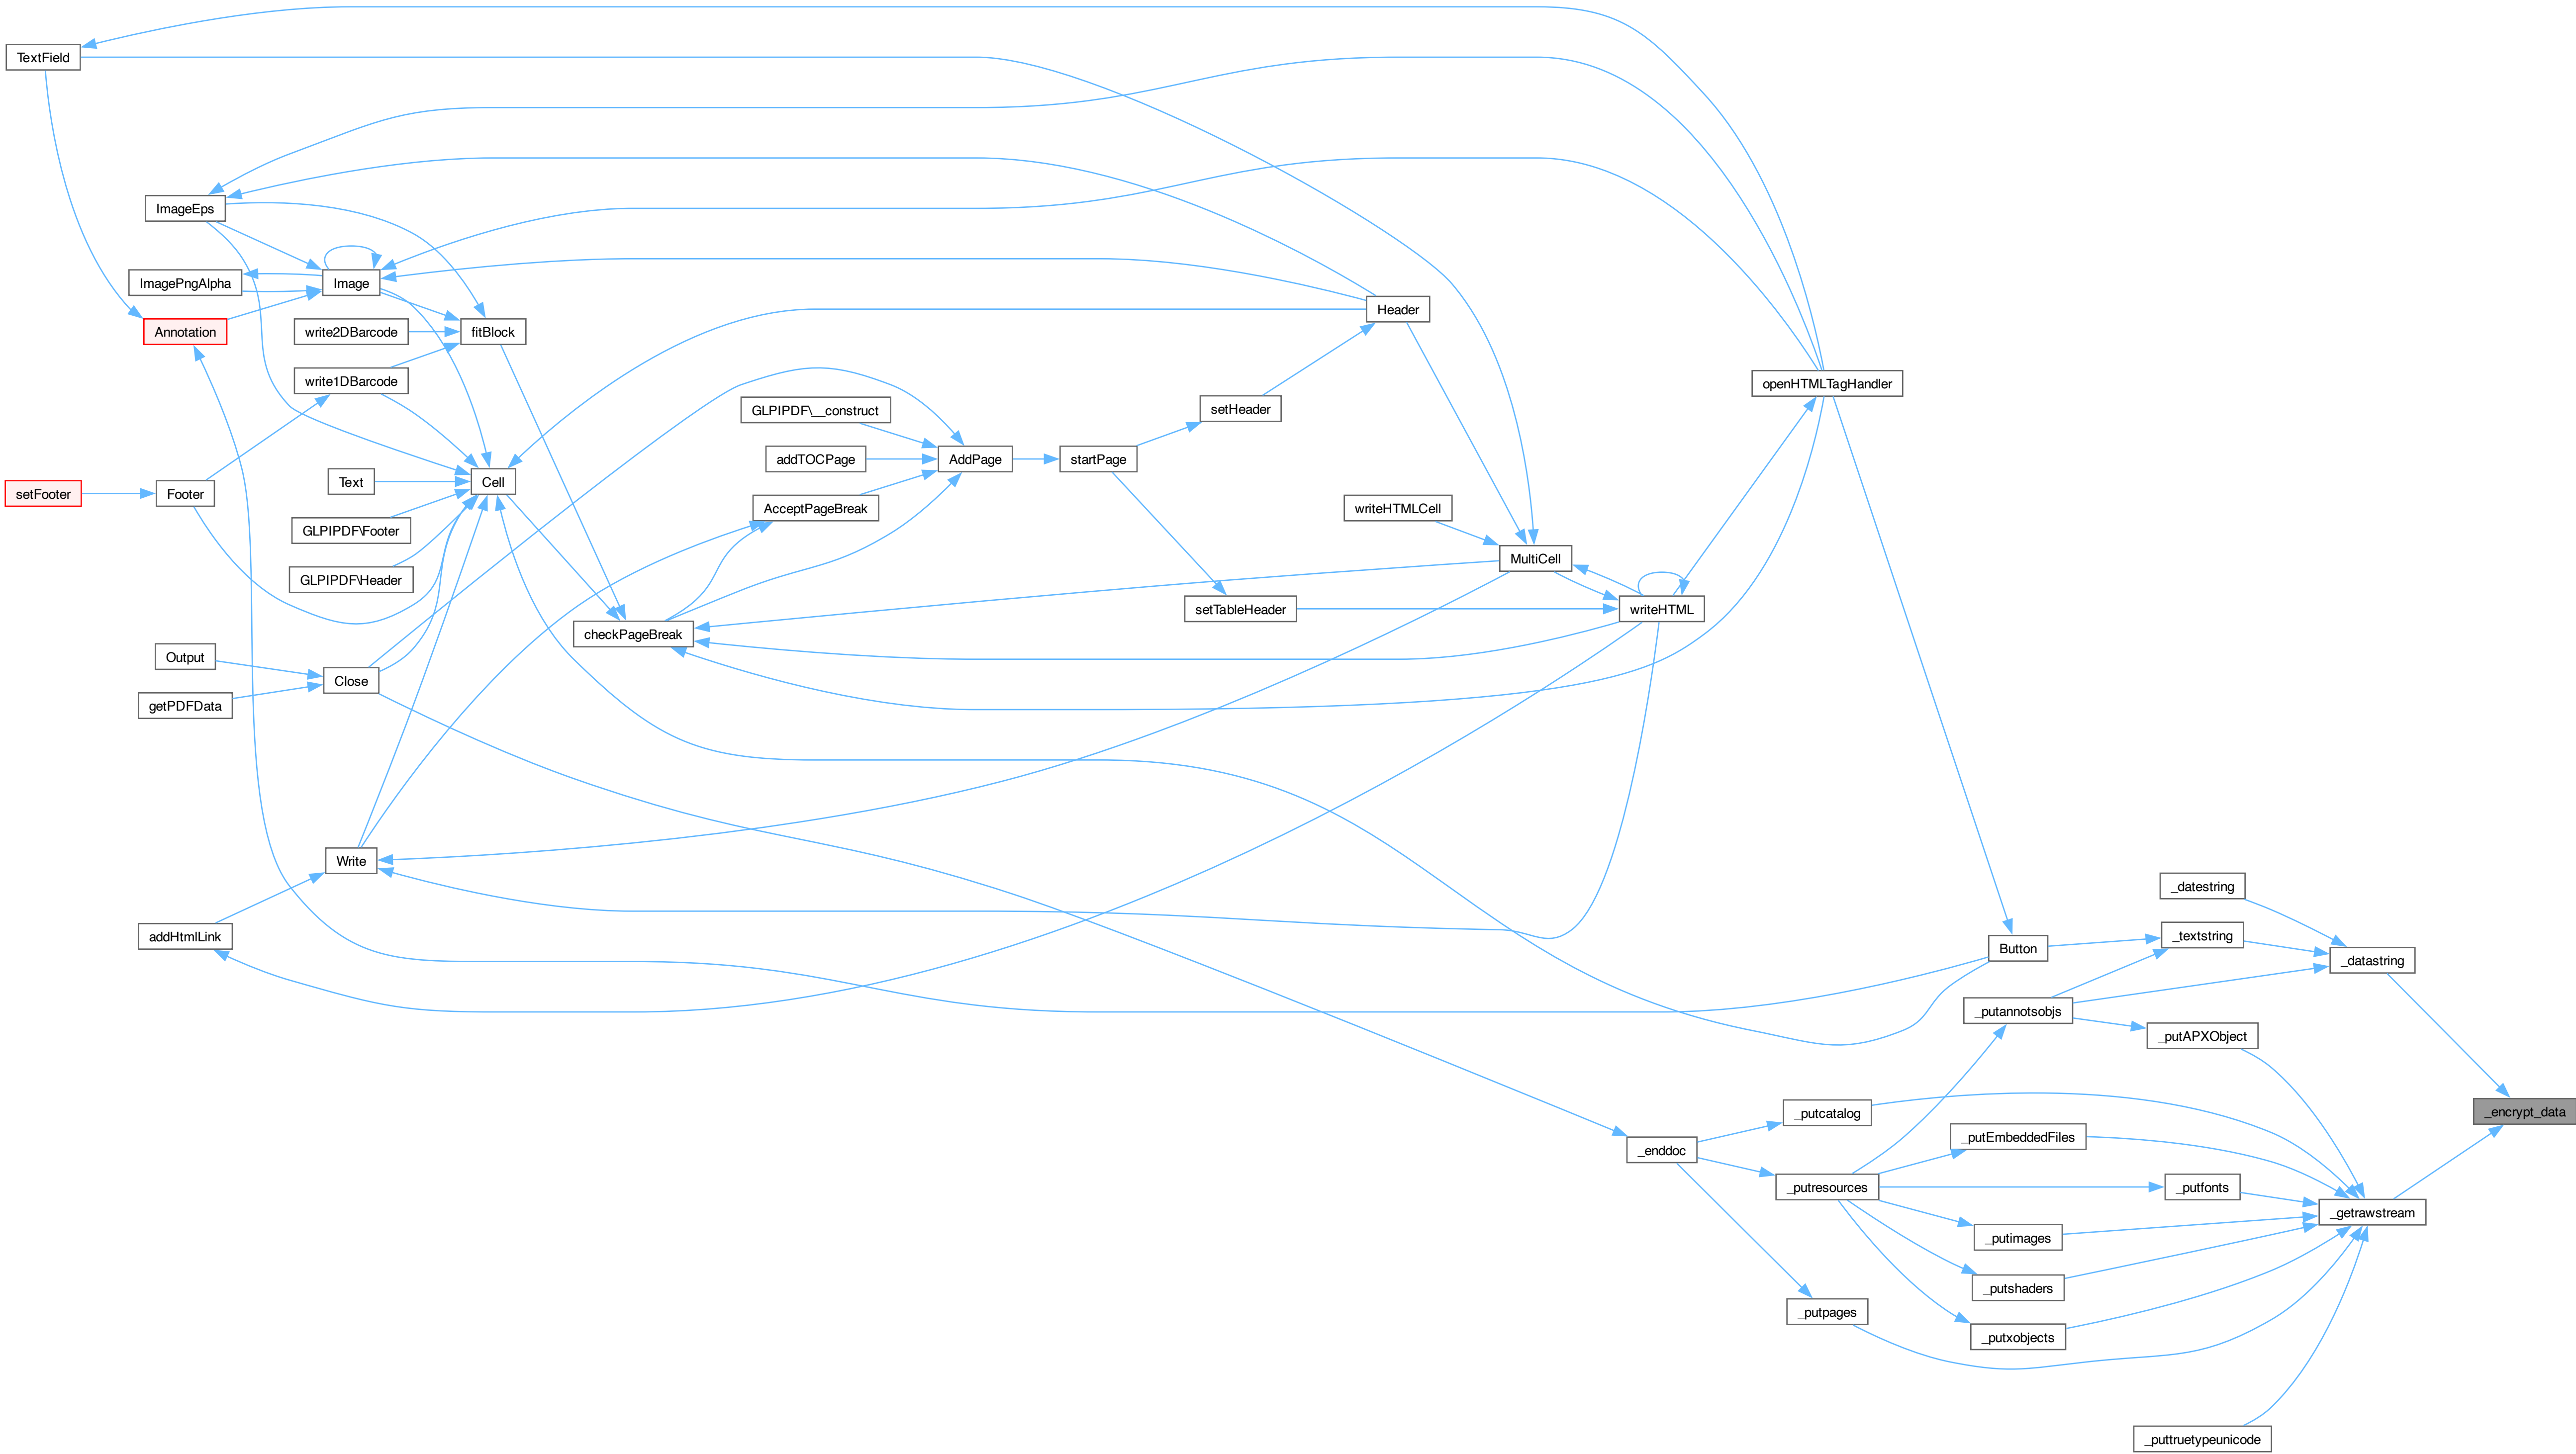 TextField
ImageEps
ImagePngAlpha
Image
Annotation
write2DBarcode
fitBlock
write1DBarcode
Header
openHTMLTagHandler
GLPIPDF\__construct
setHeader
addTOCPage
AddPage
startPage
Text
Cell
setFooter
Footer
AcceptPageBreak
writeHTMLCell
GLPIPDF\Footer
MultiCell
GLPIPDF\Header
setTableHeader
writeHTML
checkPageBreak
Output
Close
getPDFData
Write
addHtmlLink
_datestring
_textstring
Button
_datastring
_putannotsobjs
_putAPXObject
_putcatalog
_encrypt_data
_putEmbeddedFiles
_enddoc
_putresources
_putfonts
_getrawstream
_putimages
_putshaders
_putpages
_putxobjects
_puttruetypeunicode